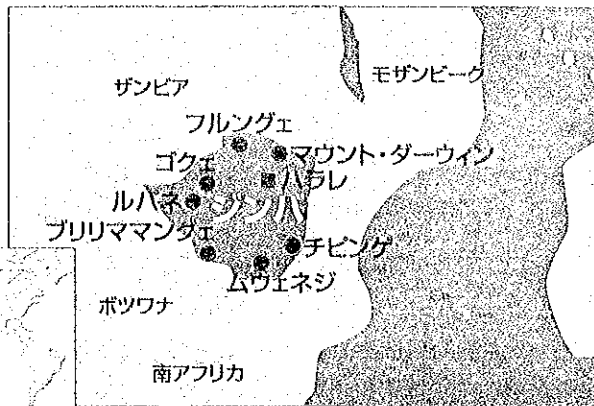 ザンビア
モザンビーク
フルングェ
マウント・ダーウィン
ゴクェ
ハラレ
ルパネ
ジンバ
ブリリママングェ
チピンゲ
ムウェネジ
ボツワナ
南アフリカ